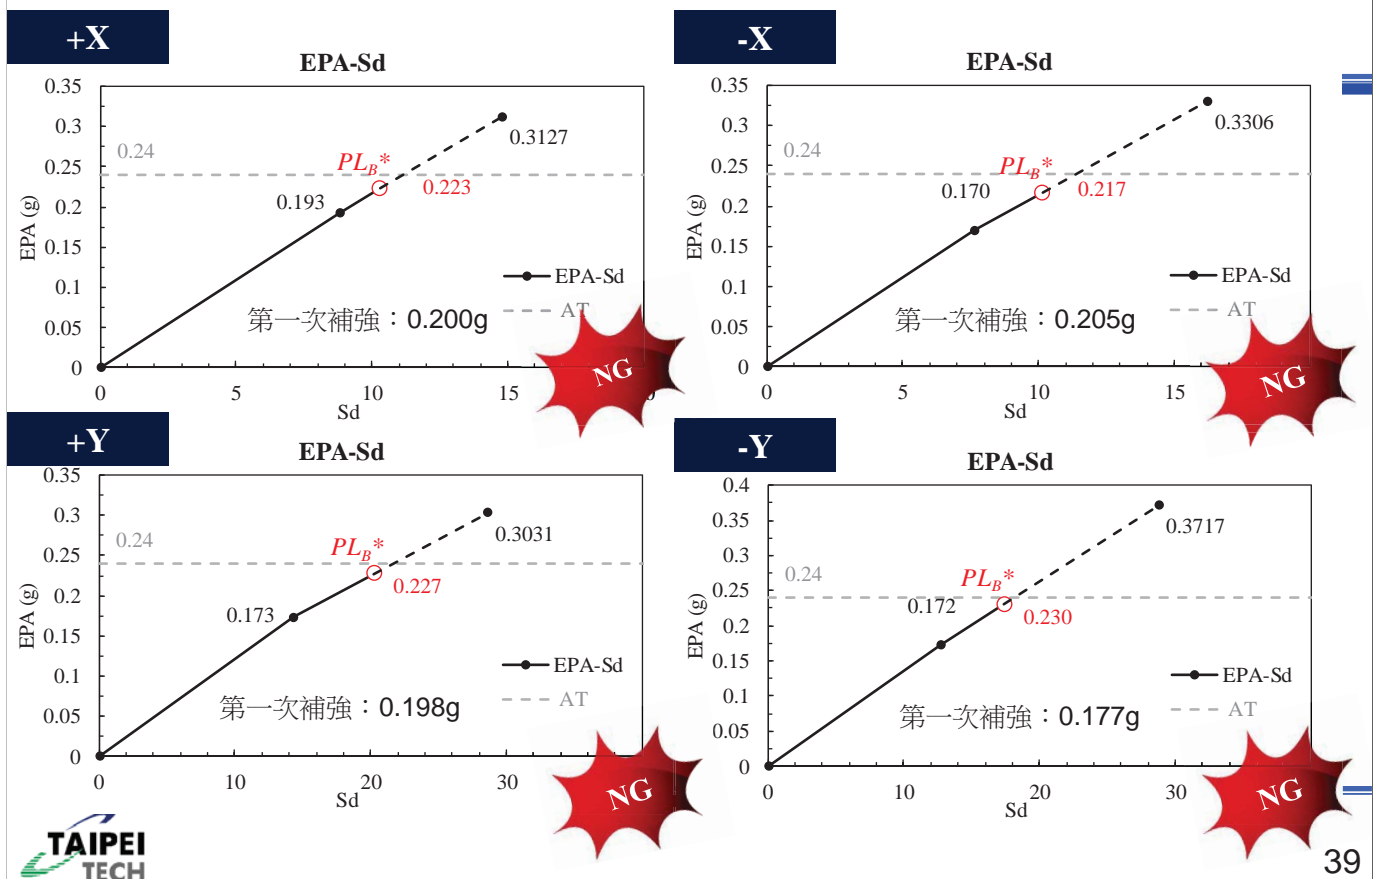 +X
EPA-Sd
0.35
0.3
0.25
0.2
0.15
0.1
0.05
0
EPA (g)
0.24
PL_B*
0.193
0.223
0.3127
EPA-Sd
AT
第一次補強：0.200g
NG
0
5
10
15
Sd
-X
EPA-Sd
0.35
0.3
0.25
0.2
0.15
0.1
0.05
0
EPA (g)
0.24
PL_B*
0.170
0.217
0.3306
EPA-Sd
AT
第一次補強：0.205g
NG
0
5
10
15
Sd
+Y
EPA-Sd
0.35
0.3
0.25
0.2
0.15
0.1
0.05
0
EPA (g)
0.24
PL_B*
0.173
0.227
0.3031
EPA-Sd
AT
第一次補強：0.198g
NG
0
10
20
30
Sd
-Y
EPA-Sd
0.4
0.35
0.3
0.25
0.2
0.15
0.1
0.05
0
EPA (g)
0.24
PL_B*
0.172
0.230
0.3717
EPA-Sd
AT
第一次補強：0.177g
NG
0
10
20
30
Sd
TAIPEI
TECH
39